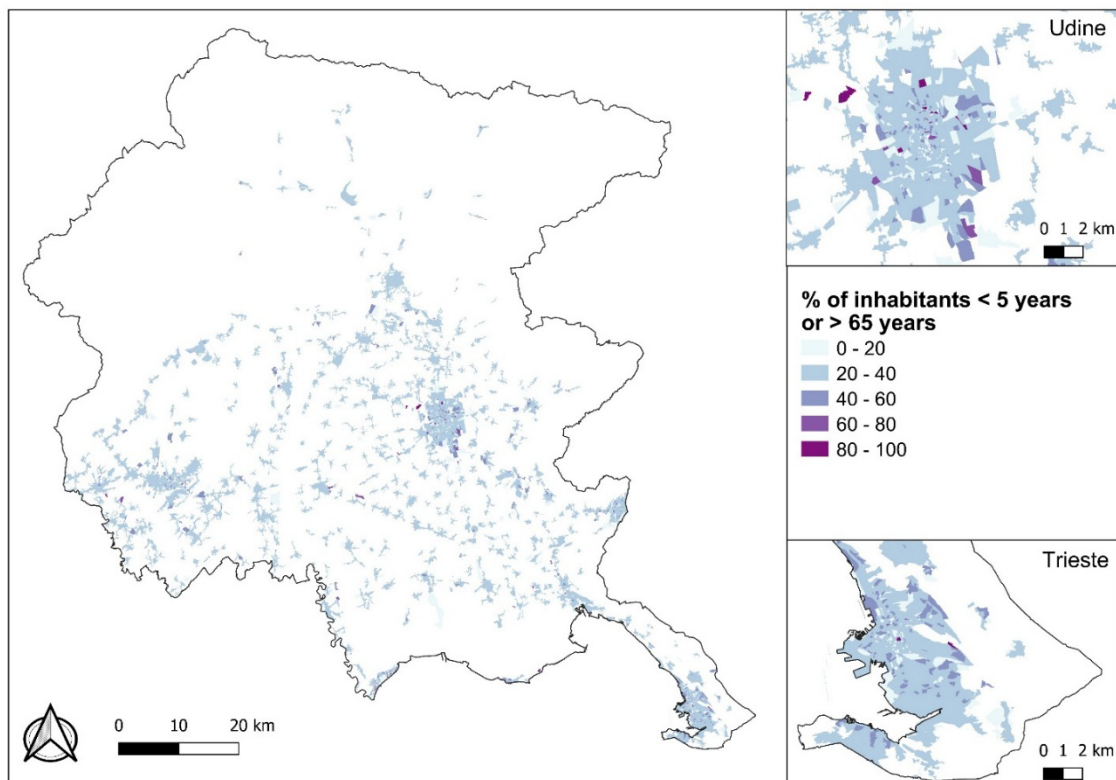 Udine
0 1 2 km
% of inhabitants < 5 years
or > 65 years
0 - 20
20 - 40
40 - 60
60 - 80
80 - 100
Trieste
0 1 2 km
0 10 20 km